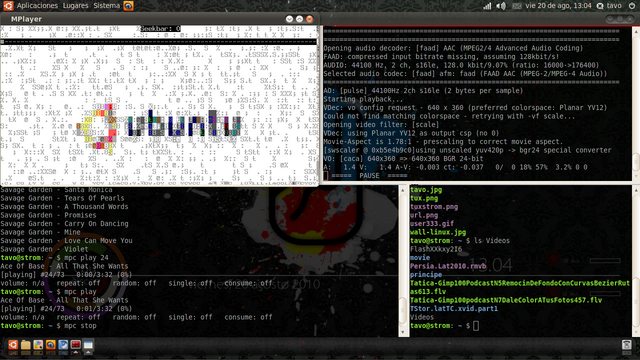 Aplicaciones Lugares Sistema
vie 20 de ago, 13:04
tavo
MPlayer
Seekbar: 0
ubuntu
Opening audio decoder: [faad] AAC (MPEG2/4 Advanced Audio Coding)
FAAD: compressed input bitrate missing, assuming 128kbit/s!
AUDIO: 44100 Hz, 2 ch, s16le, 128.0 kbit/9.07% (ratio: 16000->176400)
Selected audio codec: [faad] afm: faad (FAAD AAC (MPEG-2/MPEG-4 Audio))
AO: [pulse] 44100Hz 2ch s16le (2 bytes per sample)
Starting playback...
VDec: vo config request - 640 x 360 (preferred colorspace: Planar YV12)
Could not find matching colorspace - retrying with -vf scale...
Opening video filter: [scale]
VDec: using Planar YV12 as output csp (no 0)
Movie-Aspect is 1.78:1 - prescaling to correct movie aspect.
[swscaler @ 0xb5e4b9c0]using unscaled yuv420p -> bgr24 special converter
VO: [caca] 640x360 => 640x360 BGR 24-bit
A: 1.4 V: 1.4 A-V: -0.003 ct: -0.037 0/ 0 18% 57% 3.2% 0 0
===== PAUSE =====
Savage Garden - Santa Monica
Savage Garden - Tears Of Pearls
Savage Garden - A Thousand Words
Savage Garden - Promises
Savage Garden - Carry On Dancing
Savage Garden - Mine
Savage Garden - Love Can Move You
Savage Garden - Violet
tavo@strom: ~ $ mpc play 24
Ace Of Base - All That She Wants
[playing] #24/73 0:00/3:32 (0%)
volume: n/a repeat: off random: off single: off consume: off
tavo@strom: ~ $ mpc play
Ace Of Base - All That She Wants
[playing] #24/73 0:01/3:32 (0%)
volume: n/a repeat: off random: off single: off consume: off
tavo@strom: ~ $ mpc stop
tavo.jpg
tux.png
tuxstrom.png
url.png
user333.gif
wall-linux.jpg
tavo@strom: ~ $ ls Videos
movie
Persia.Lat2010.rmvb
principe
Tatica-Gimp100PodcastN5RemocinDeFondoConCurvasBezierRut
as613.flv
Tatica-Gimp100PodcastN7DaleColorATusFotos457.flv
TStor.latTC.xvid.part1
Videos
tavo@strom: ~ $